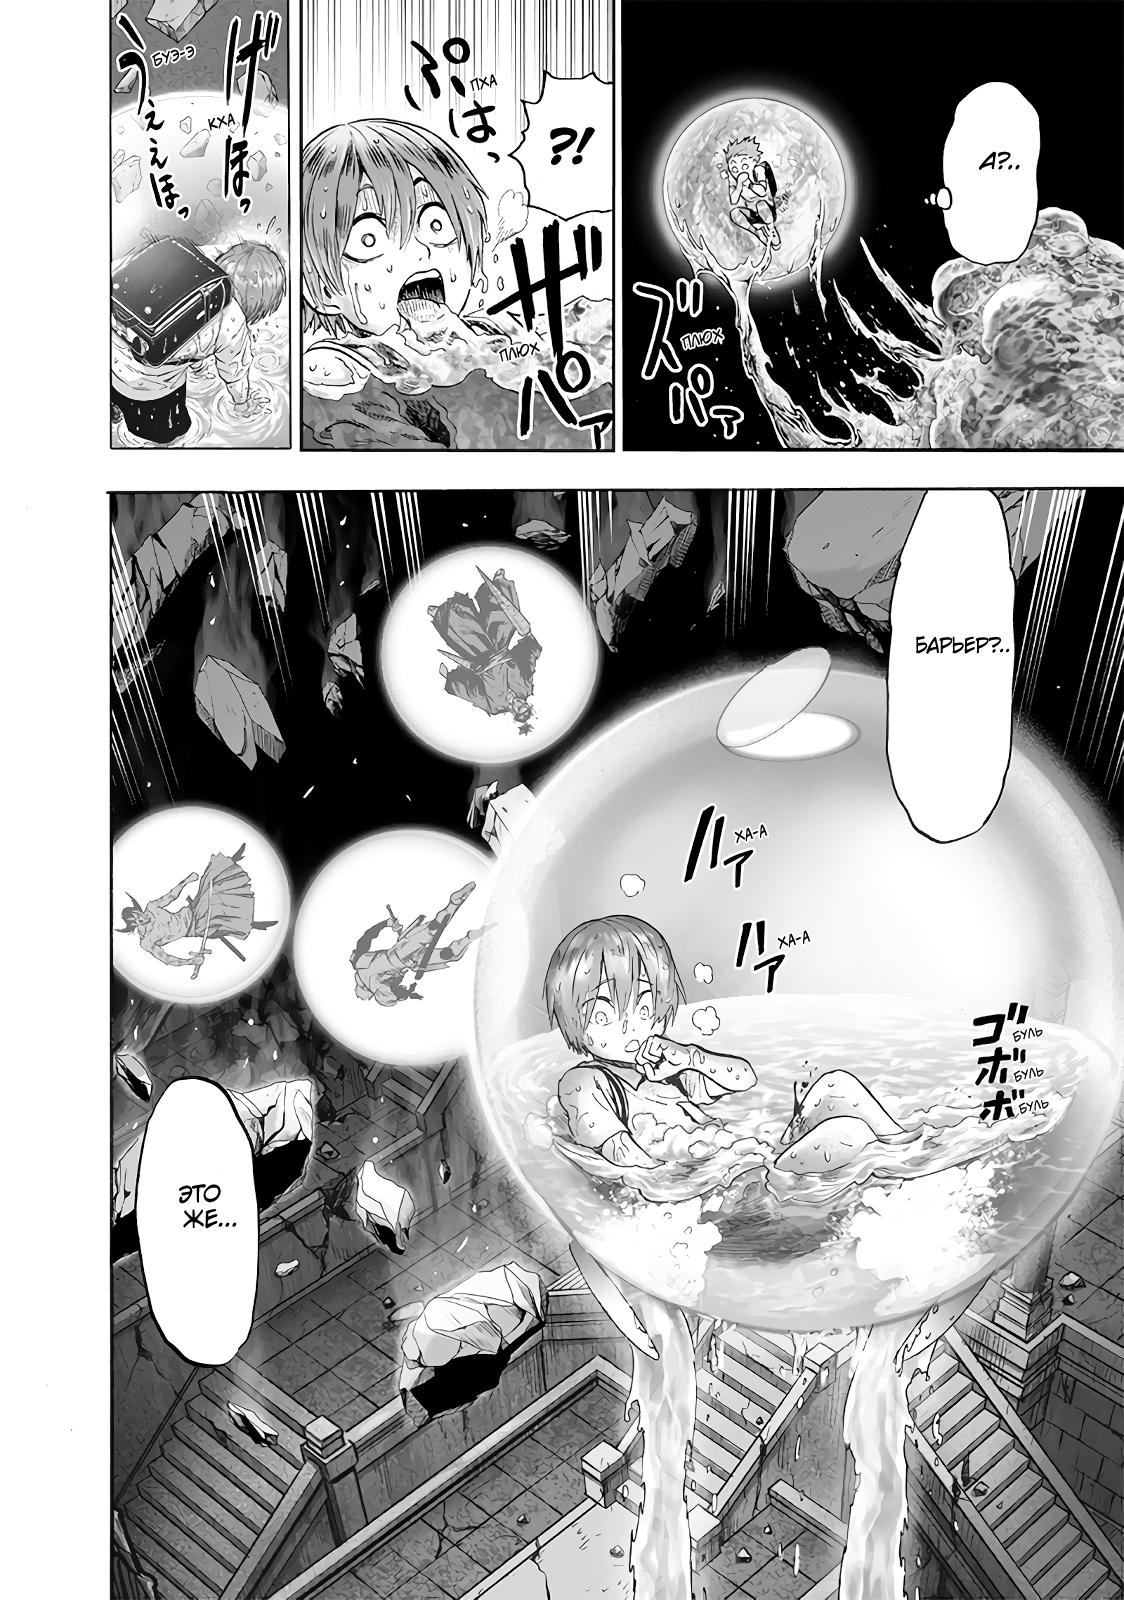 А?..
ズ
パァ
ПЛЮХ
?!
ぷはっ
ПХА
ザ
パァ
ПЛЮХ
げほっ
КХА
うぇぇほっ
БУЭ-Э
БАРЬЕР?..
ハァ
ХА-А
ハァ
ХА-А
ゴボボ
БУЛЬ
БУЛЬ
БУЛЬ
ЭТО
ЖЕ...